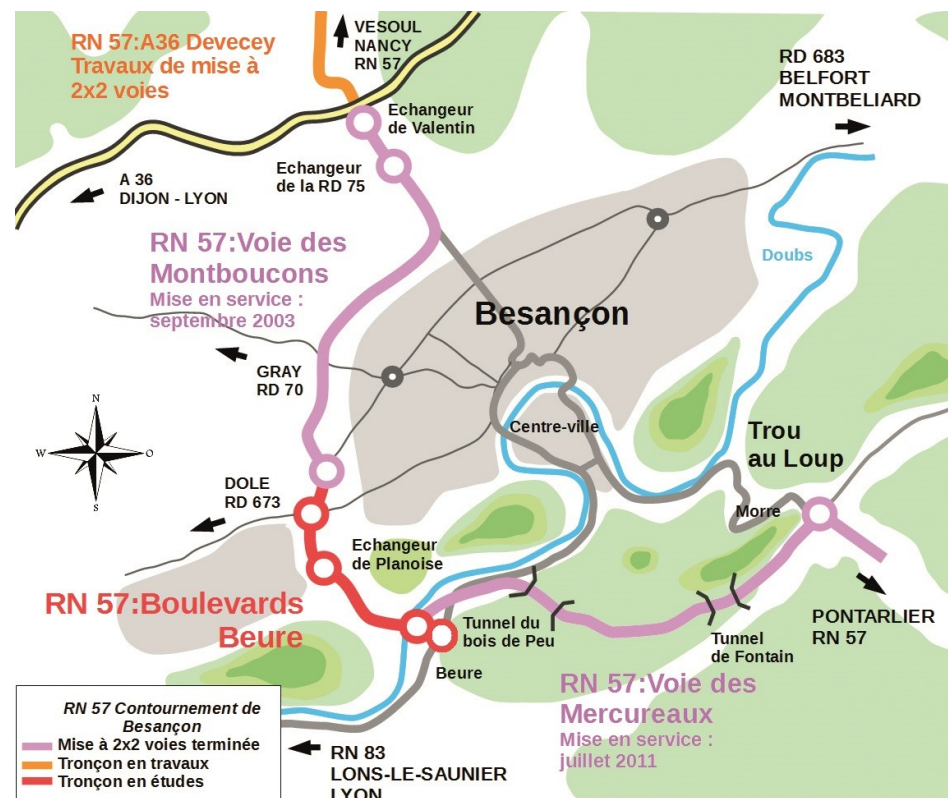 RN 57:A36 Devecey
Travaux de mise à
2x2 voies
VESOUL
NANCY
RN 57
RD 683
BELFORT
MONTBELIARD
Echangeur
de Valentin
Echangeur
de la RD 75
A 36
DIJON - LYON
RN 57:Voie des
Montboucons
Mise en service :
septembre 2003
Doubs
Besançon
GRAY
RD 70
N
W
O
S
Centre-ville
Trou
au Loup
DOLE
RD 673
Morre
Echangeur
de Planoise
RN 57:Boulevards
Beure
Tunnel du
bois de Peu
Beure
Tunnel
de Fontain
PONTARLIER
RN 57
RN 57:Voie des
Mercureaux
Mise en service :
juillet 2011
RN 57 Contournement de
Besançon
Mise à 2x2 voies terminée
Tronçon en travaux
Tronçon en études
RN 83
LONS-LE-SAUNIER
LYON